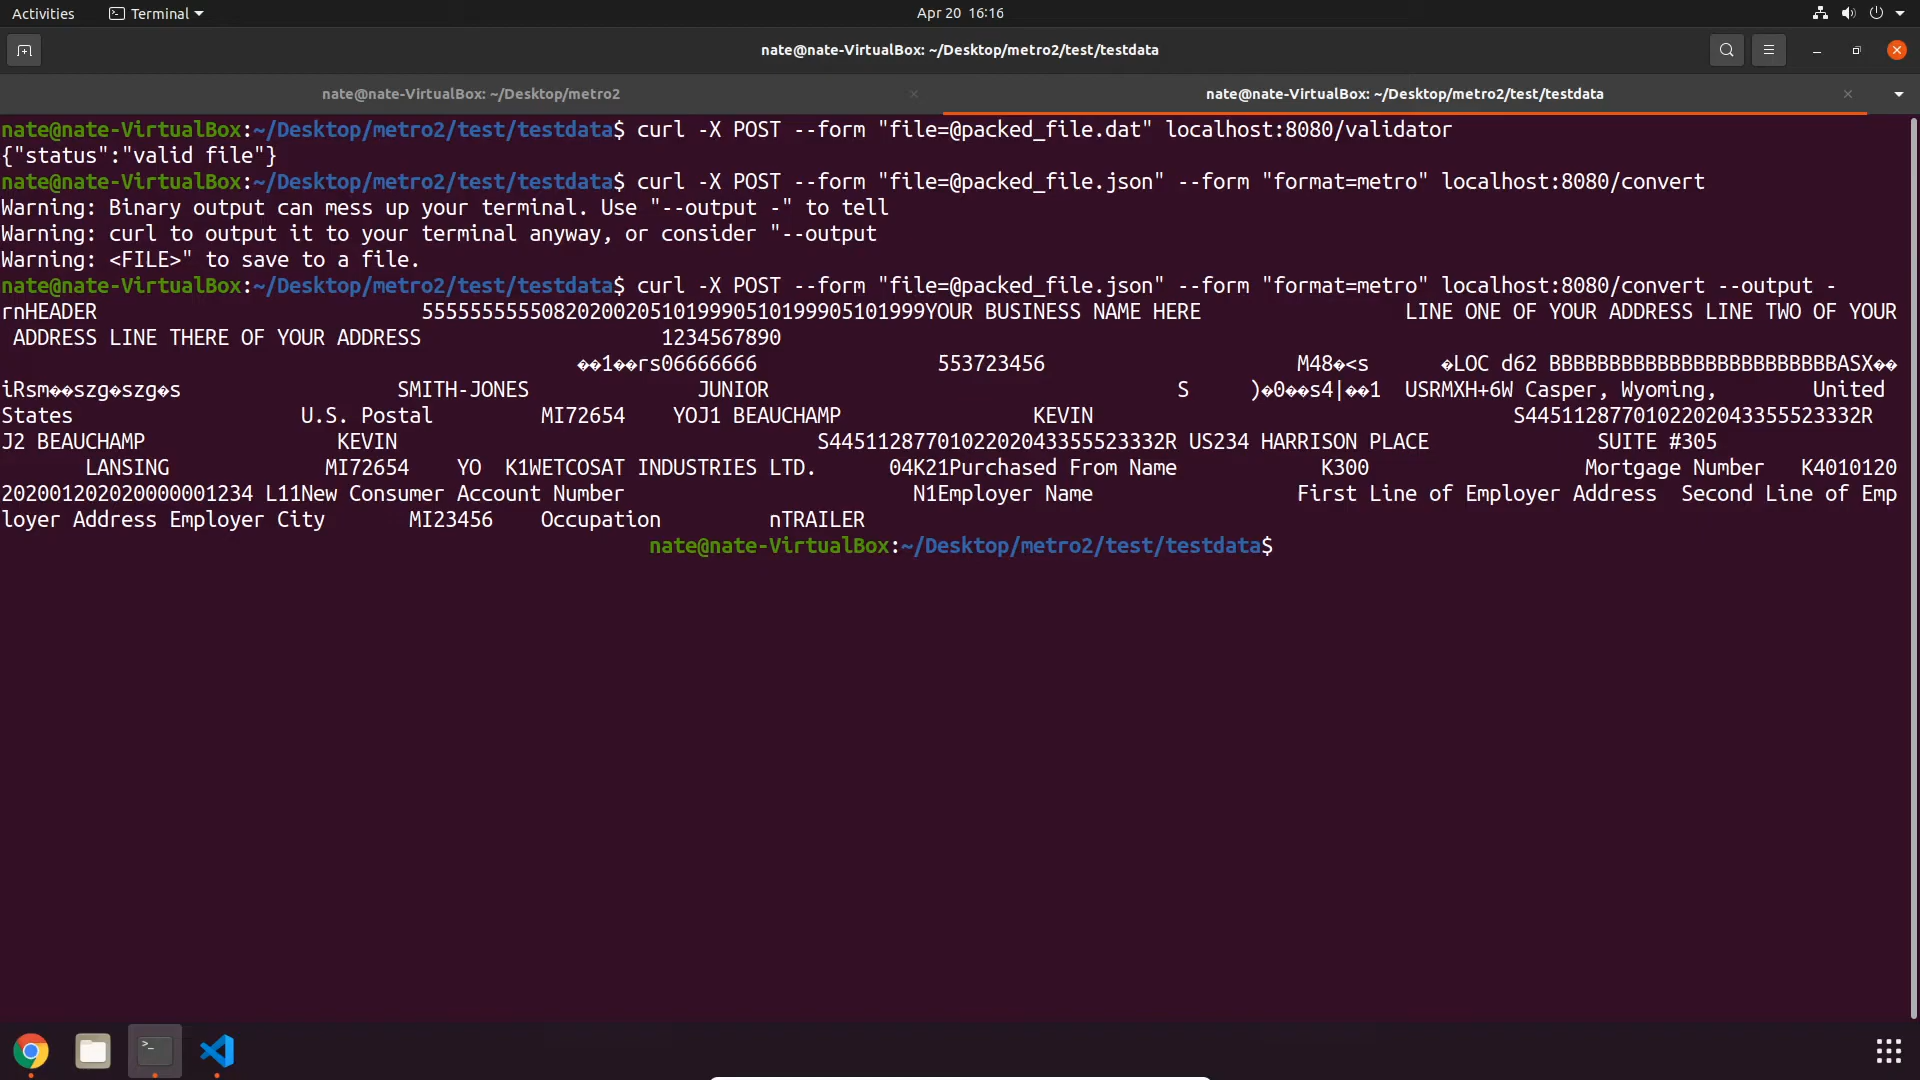 Activities Terminal Apr 20 16:16
nate@nate-VirtualBox: ~/Desktop/metro2/test/testdata
nate@nate-VirtualBox: ~/Desktop/metro2 nate@nate-VirtualBox: ~/Desktop/metro2/test/testdata
nate@nate-VirtualBox:~/Desktop/metro2/test/testdata$ curl -X POST --form "file=@packed_file.dat" localhost:8080/validator
{"status":"valid file"}
nate@nate-VirtualBox:~/Desktop/metro2/test/testdata$ curl -X POST --form "file=@packed_file.json" --form "format=metro" localhost:8080/convert
Warning: Binary output can mess up your terminal. Use "--output -" to tell
Warning: curl to output it to your terminal anyway, or consider "--output
Warning: <FILE>" to save to a file.
nate@nate-VirtualBox:~/Desktop/metro2/test/testdata$ curl -X POST --form "file=@packed_file.json" --form "format=metro" localhost:8080/convert --output -
rnHEADER 555555555508202002051019990510199905101999YOUR BUSINESS NAME HERE LINE ONE OF YOUR ADDRESS LINE TWO OF YOUR
ADDRESS LINE THERE OF YOUR ADDRESS 1234567890
��1��rs06666666 553723456 M48�<s �LOC d62 BBBBBBBBBBBBBBBBBBBBBBBBASX��
iRsm��szg�szg�s SMITH-JONES JUNIOR S )�0��s4|��1 USRMXH+6W Casper, Wyoming, United
States U.S. Postal MI72654 YOJ1 BEAUCHAMP KEVIN S4451128770102202043355523332R
J2 BEAUCHAMP KEVIN S4451128770102202043355523332R US234 HARRISON PLACE SUITE #305
LANSING MI72654 YO K1WETCOSAT INDUSTRIES LTD. 04K21Purchased From Name K300 Mortgage Number K4010120
202001202020000001234 L11New Consumer Account Number N1Employer Name First Line of Employer Address Second Line of Emp
loyer Address Employer City MI23456 Occupation nTRAILER
nate@nate-VirtualBox:~/Desktop/metro2/test/testdata$